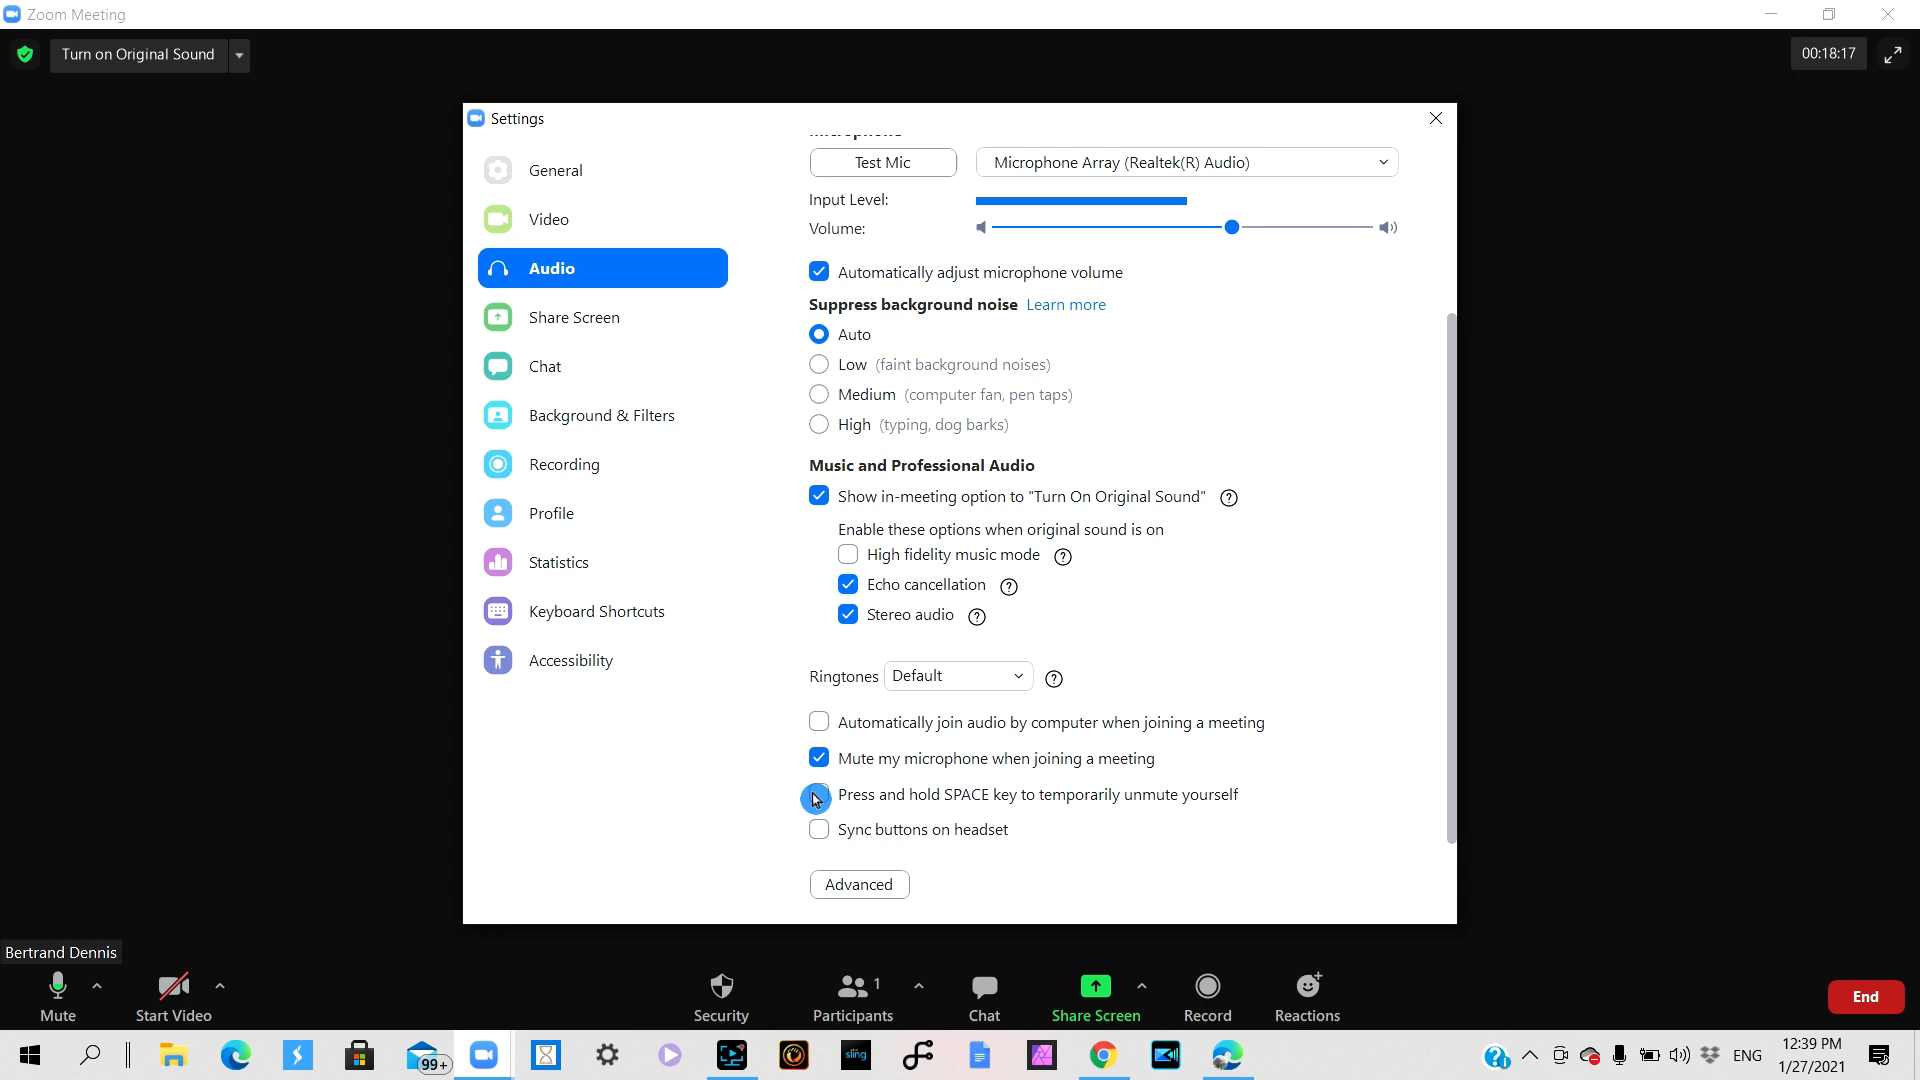 Zoom Meeting
Turn on Original Sound
00:18:17
Settings
General
Video
Audio
Share Screen
Chat
Background & Filters
Recording
Profile
Statistics
Keyboard Shortcuts
Accessibility
Test Mic
Microphone Array (Realtek(R) Audio)
Input Level:
Volume:
Automatically adjust microphone volume
Suppress background noise Learn more
Auto
Low (faint background noises)
Medium (computer fan, pen taps)
High (typing, dog barks)
Music and Professional Audio
Show in-meeting option to "Turn On Original Sound" ?
Enable these options when original sound is on
High fidelity music mode ?
Echo cancellation ?
Stereo audio ?
Ringtones Default ?
Automatically join audio by computer when joining a meeting
Mute my microphone when joining a meeting
Press and hold SPACE key to temporarily unmute yourself
Sync buttons on headset
Advanced
Bertrand Dennis
Mute
Start Video
Security
1
Participants
Chat
Share Screen
Record
Reactions
End
99+
sling
ENG
12:39 PM
1/27/2021